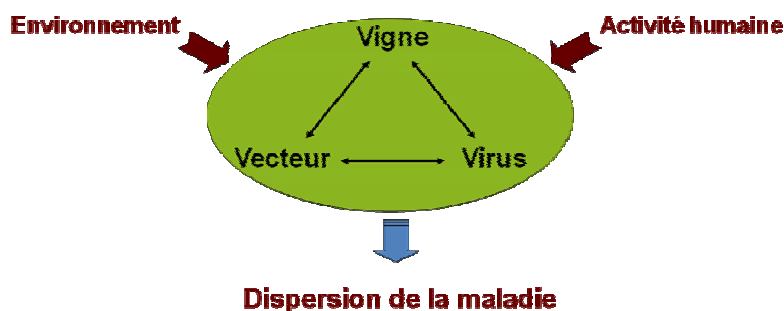 Environnement
Activité humaine
Vigne
Vecteur
Virus
Dispersion de la maladie